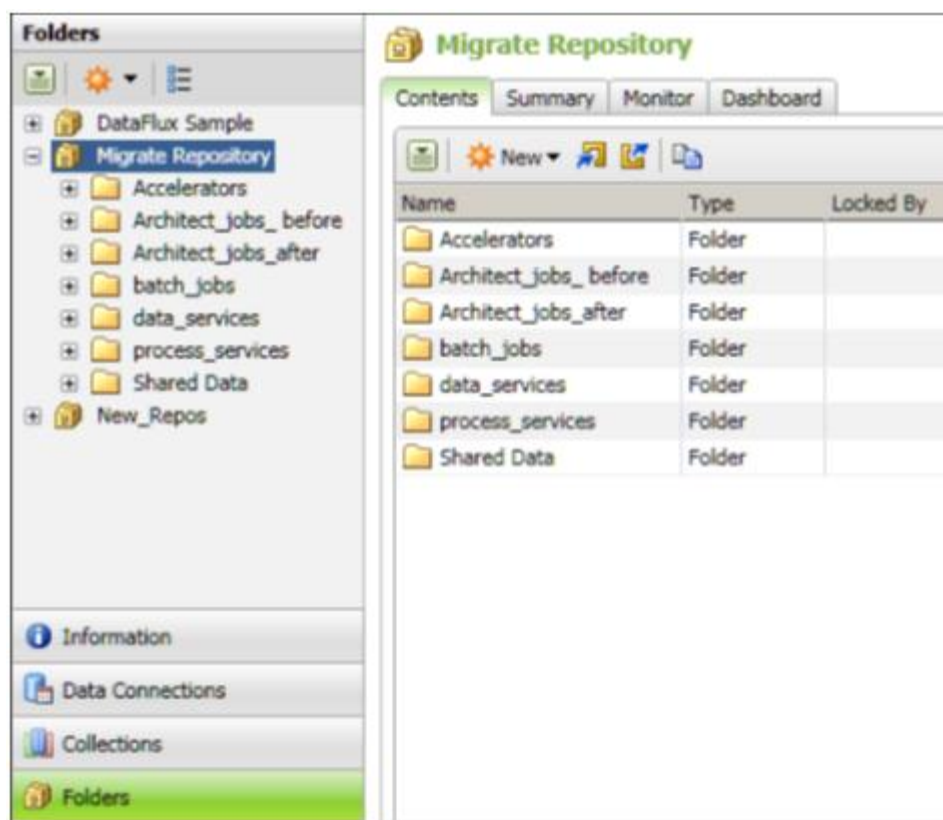 Folders
DataFlux Sample
Migrate Repository
Accelerators
Architect_jobs_ before
Architect_jobs_after
batch_jobs
data_services
process_services
Shared Data
New_Repos
Information
Data Connections
Collections
Folders
Migrate Repository
Contents Summary Monitor Dashboard
New
Name Type Locked By
Accelerators Folder
Architect_jobs_ before Folder
Architect_jobs_after Folder
batch_jobs Folder
data_services Folder
process_services Folder
Shared Data Folder